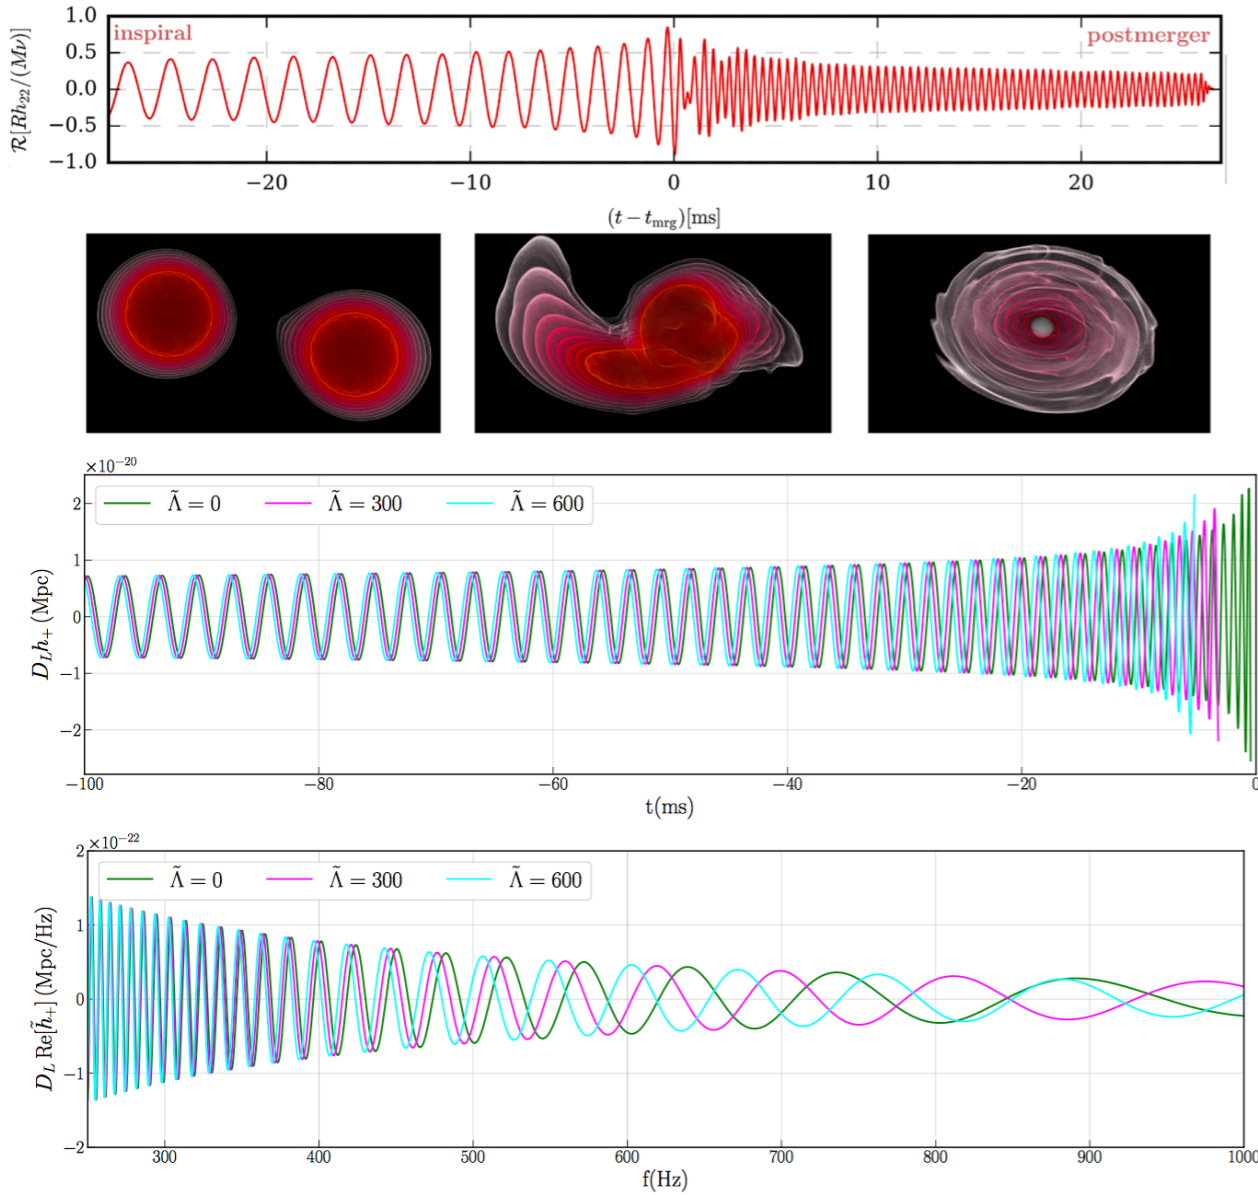 inspiral
postmerger
ℛ[Rh₂₂/(Mν)]
1.0
0.5
0.0
−0.5
−1.0
−20 −10 0 10 20
(t − t_mrg)[ms]
×10⁻²⁰
Λ̃ = 0 Λ̃ = 300 Λ̃ = 600
D_L h₊ (Mpc)
2
1
0
−1
−2
−100 −80 −60 −40 −20 0
t(ms)
×10⁻²²
Λ̃ = 0 Λ̃ = 300 Λ̃ = 600
D_L Re[h̃₊] (Mpc/Hz)
2
1
0
−1
−2
300 400 500 600 700 800 900 1000
f(Hz)